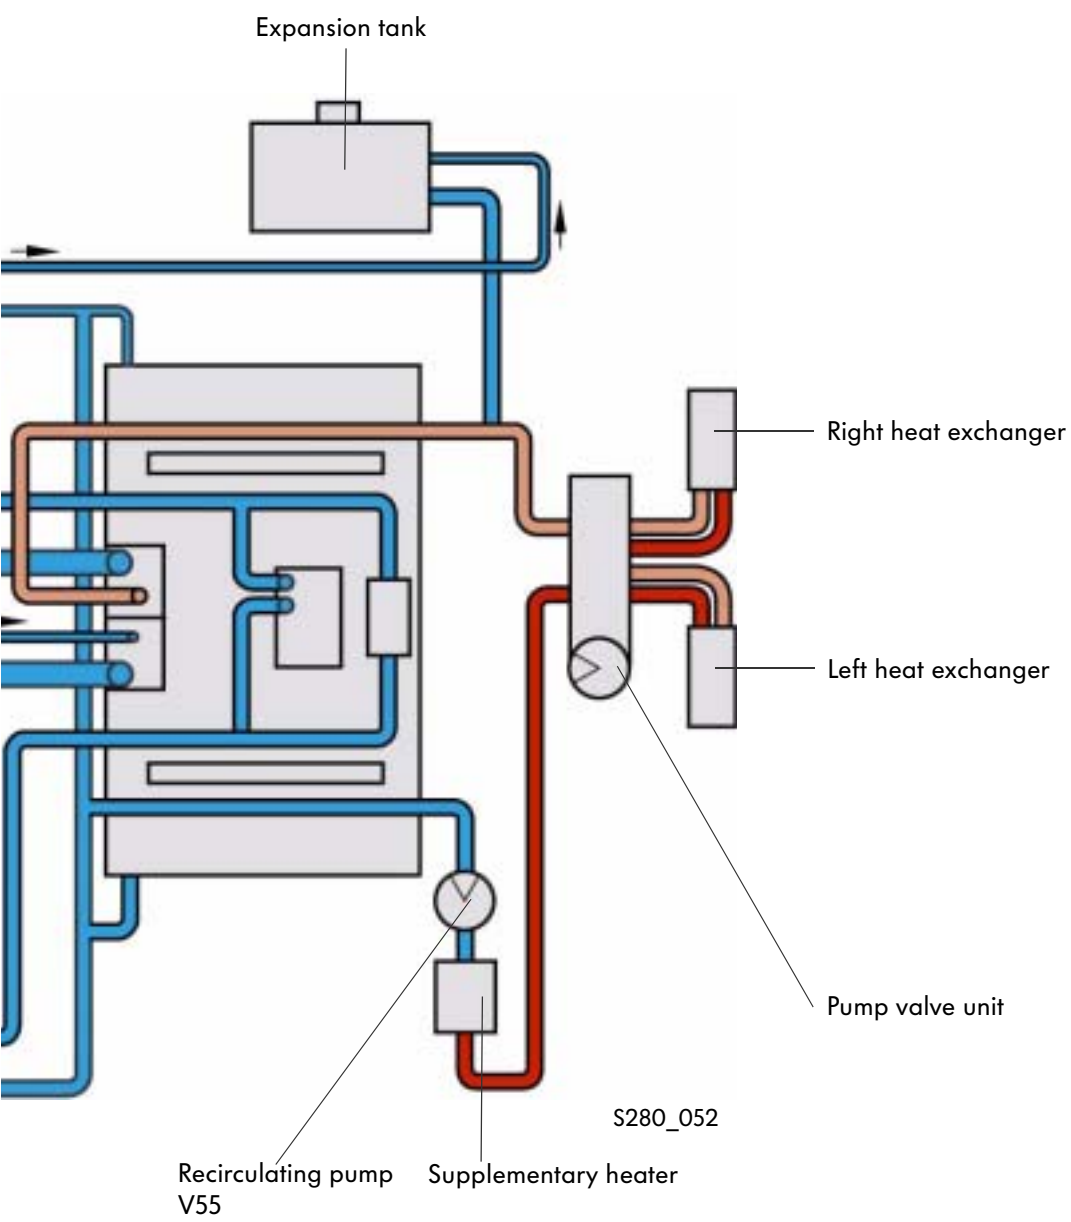 Expansion tank
Right heat exchanger
Left heat exchanger
Pump valve unit
S280_052
Recirculating pump
V55
Supplementary heater